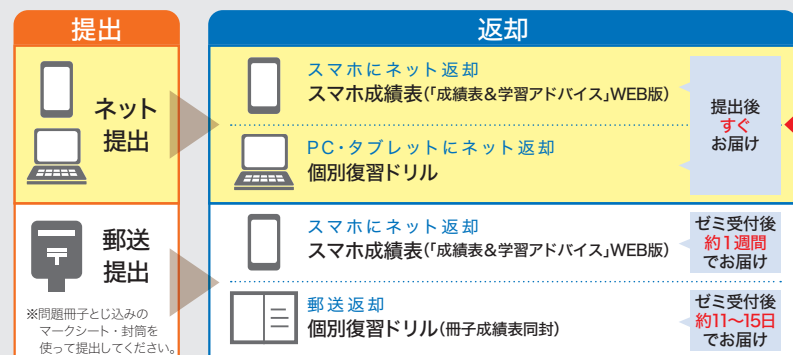 提出
返却
ネット
提出
スマホにネット返却
スマホ成績表(「成績表&学習アドバイス」WEB版)
PC・タブレットにネット返却
個別復習ドリル
提出後
すぐ
お届け
郵送
提出
※問題冊子とじ込みの
マークシート・封筒を
使って提出してください。
スマホにネット返却
スマホ成績表(「成績表&学習アドバイス」WEB版)
ゼミ受付後
約1週間
でお届け
郵送返却
個別復習ドリル(冊子成績表同封)
ゼミ受付後
約11〜15日
でお届け